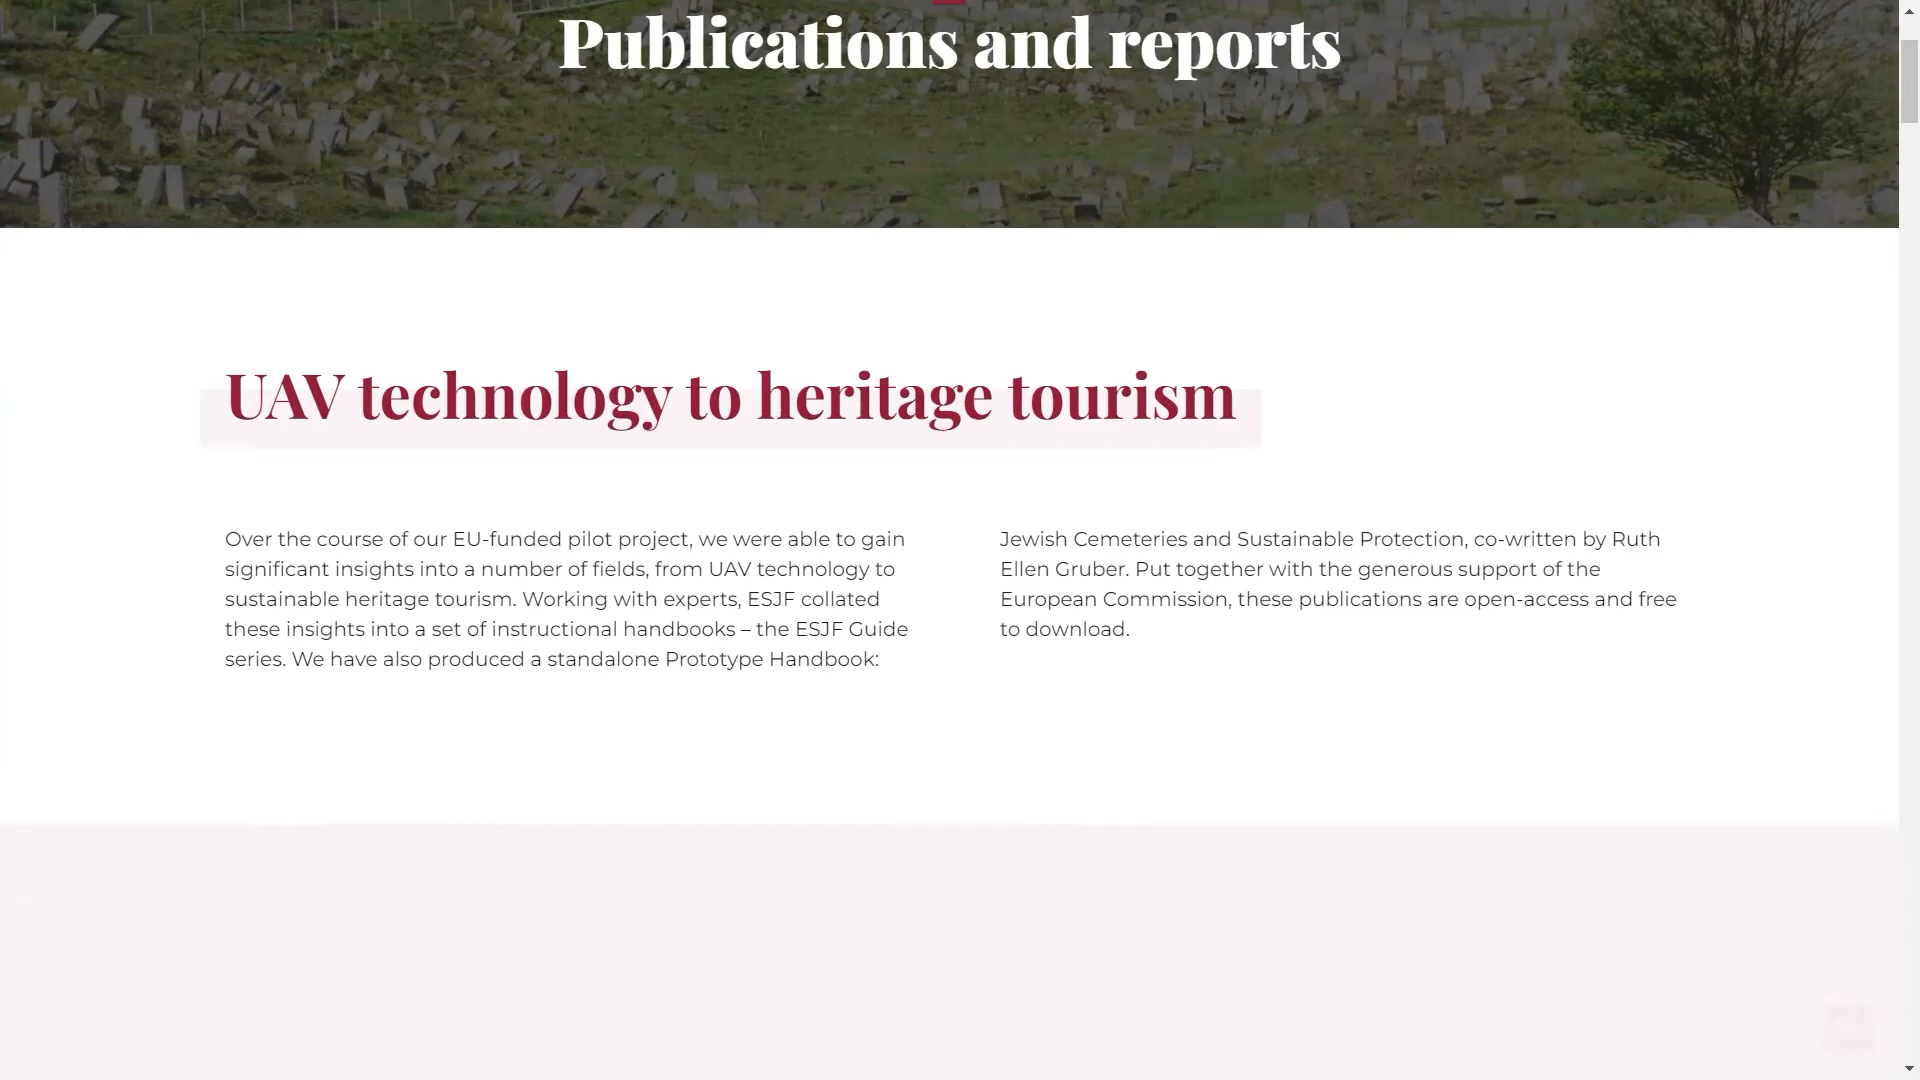 Publications and reports
UAV technology to heritage tourism
Over the course of our EU-funded pilot project, we were able to gain
significant insights into a number of fields, from UAV technology to
sustainable heritage tourism. Working with experts, ESJF collated
these insights into a set of instructional handbooks – the ESJF Guide
series. We have also produced a standalone Prototype Handbook:
Jewish Cemeteries and Sustainable Protection, co-written by Ruth
Ellen Gruber. Put together with the generous support of the
European Commission, these publications are open-access and free
to download.